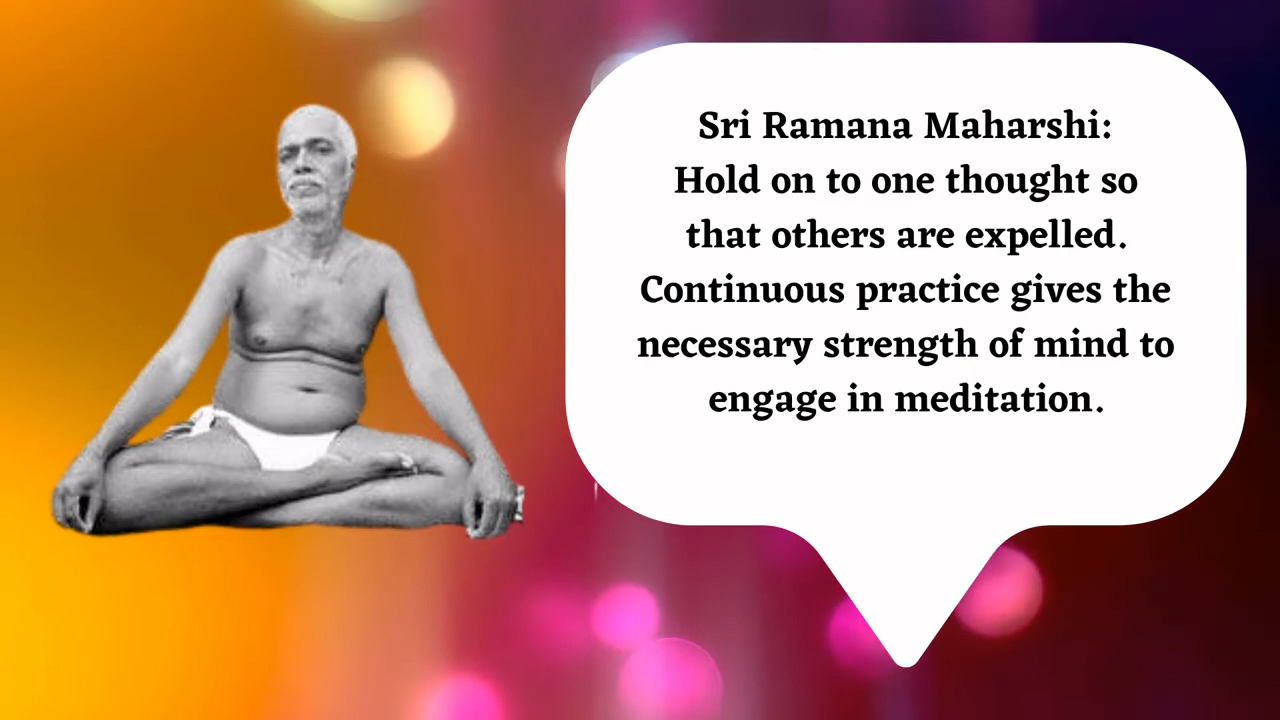 Sri Ramana Maharshi:
Hold on to one thought so
that others are expelled.
Continuous practice gives the
necessary strength of mind to
engage in meditation.